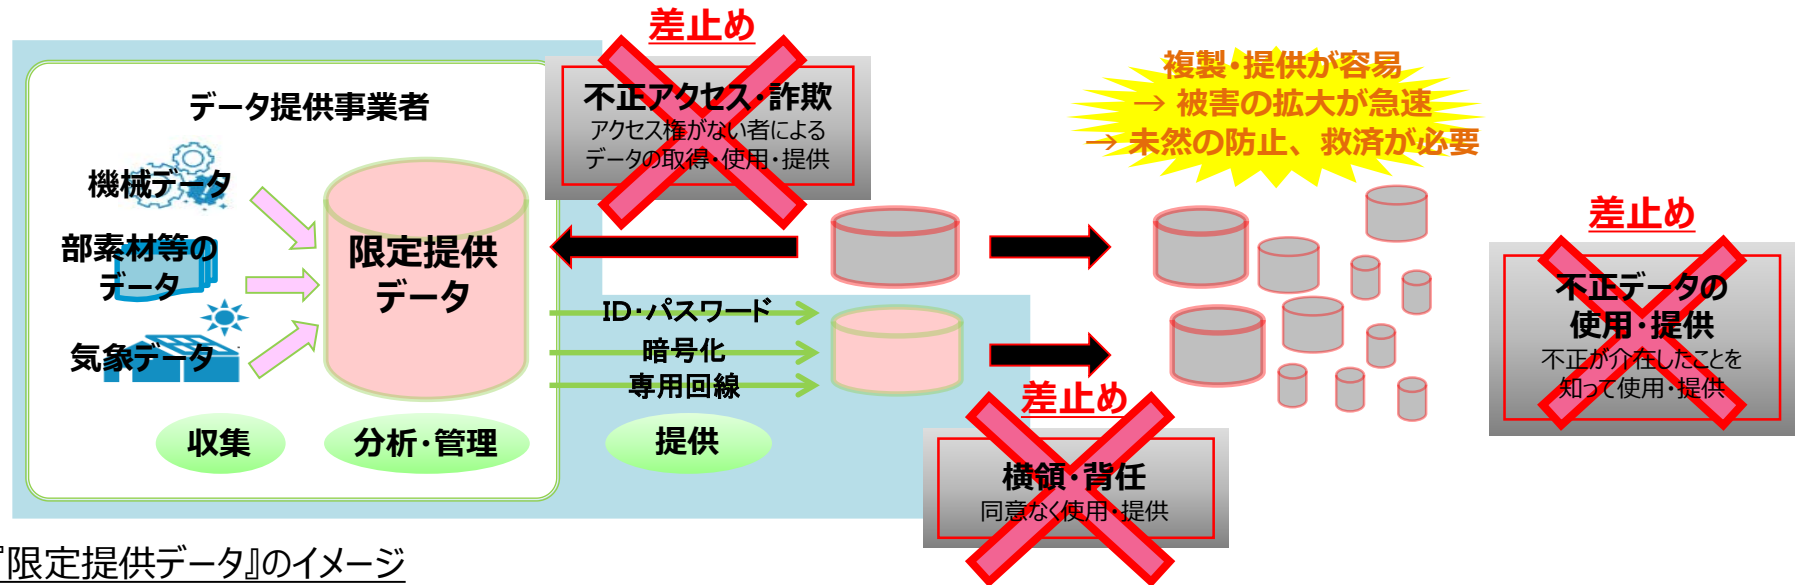 差止め
不正アクセス・詐欺
アクセス権がない者による
データの取得・使用・提供
データ提供事業者
機械データ
部素材等の
データ
気象データ
限定提供
データ
収集
分析・管理
ID・パスワード
暗号化
専用回線
提供
複製・提供が容易
→ 被害の拡大が急速
→ 未然の防止、救済が必要
差止め
横領・背任
同意なく使用・提供
差止め
不正データの
使用・提供
不正が介在したことを
知って使用・提供
『限定提供データ』のイメージ